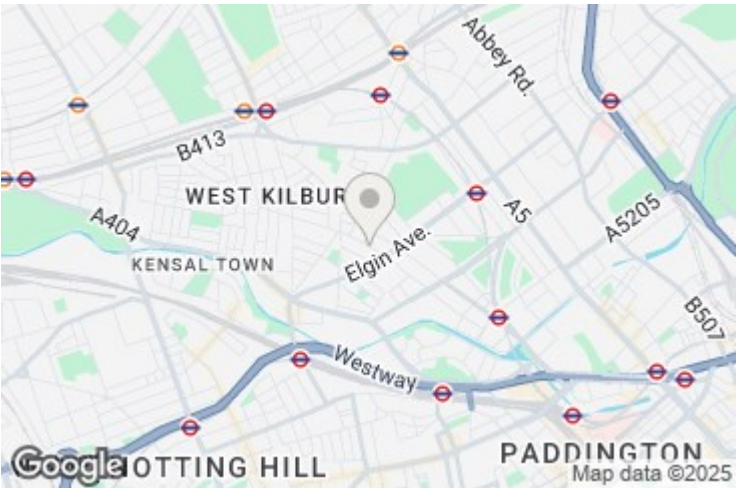 Abbey Rd.
B413
WEST KILBUR
A5
A404
A5205
Elgin Ave.
KENSAL TOWN
B507
Westway
PADDINGTON
Google
NOTTING HILL
Map data ©2025